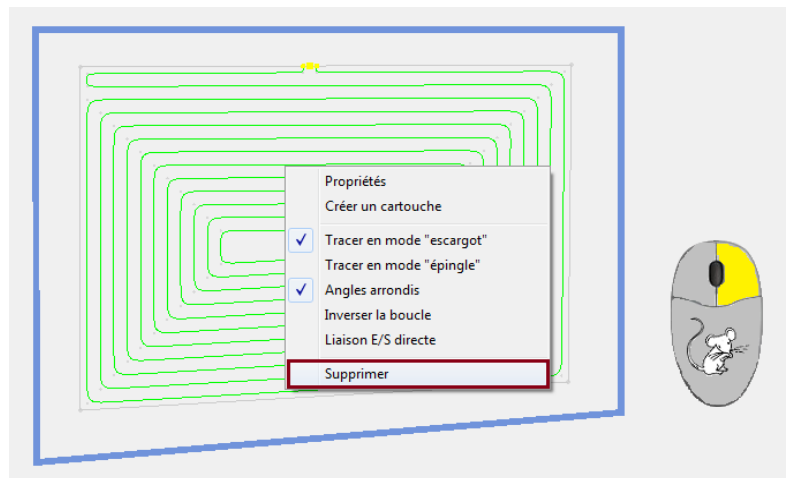 Propriétés
Créer un cartouche
Tracer en mode "escargot"
Tracer en mode "épingle"
Angles arrondis
Inverser la boucle
Liaison E/S directe
Supprimer